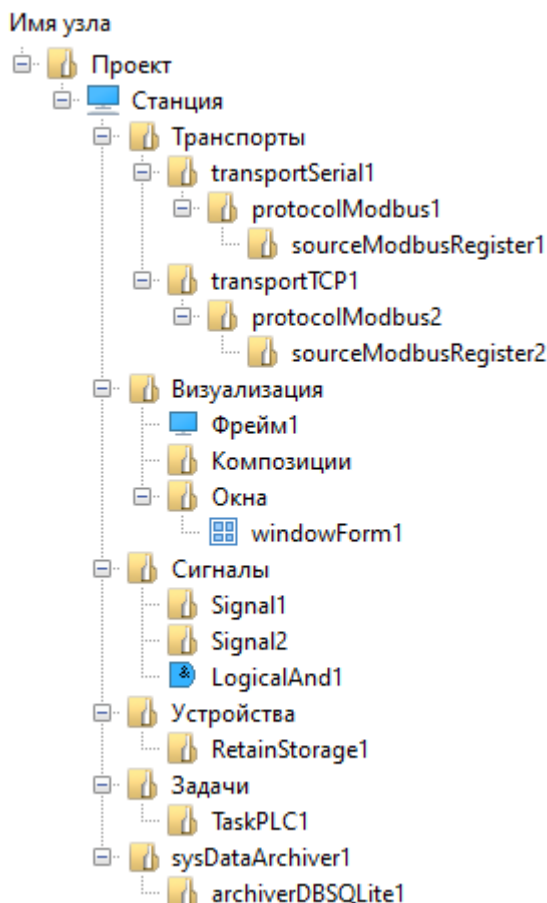 Имя узла
Проект
Станция
Транспорты
transportSerial1
protocolModbus1
sourceModbusRegister1
transportTCP1
protocolModbus2
sourceModbusRegister2
Визуализация
Фрейм1
Композиции
Окна
windowForm1
Сигналы
Signal1
Signal2
& LogicalAnd1
Устройства
RetainStorage1
Задачи
TaskPLC1
sysDataArchiver1
archiverDBSQLite1